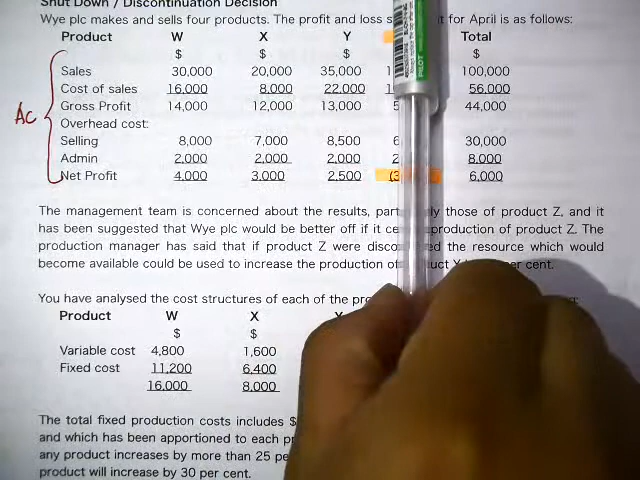 Shut Down / Discontinuation Decision
Wye plc makes and sells four products. The profit and loss s t for April is as follows:
Product W X Y Total
$ $ $ $
Sales 30,000 20,000 35,000 1 100,000
Cost of sales 16,000 8,000 22,000 1 56,000
Gross Profit 14,000 12,000 13,000 5 44,000
AC
Overhead cost:
Selling 8,000 7,000 8,500 6 30,000
Admin 2,000 2,000 2,000 2 8,000
Net Profit 4,000 3,000 2,500 (3 6,000
PILOT
The management team is concerned about the results, part ly those of product Z, and it
has been suggested that Wye plc would be better off if it ce production of product Z. The
production manager has said that if product Z were disco ed the resource which would
become available could be used to increase the production of uct Y er cent.
You have analysed the cost structures of each of the pro
Product W X
$ $
Variable cost 4,800 1,600
Fixed cost 11,200 6,400
16,000 8,000
The total fixed production costs includes $
and which has been apportioned to each pr
any product increases by more than 25 pe
product will increase by 30 per cent.